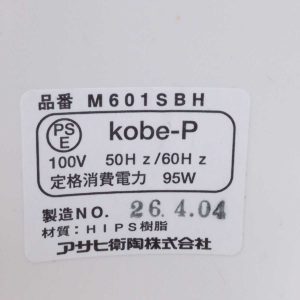 品番 M601SBH
PS
E
kobe-P
100V 50Hz/60Hz
定格消費電力 95W
製造NO. 26.4.04
材質:HIPS樹脂
アサヒ衛陶株式会社